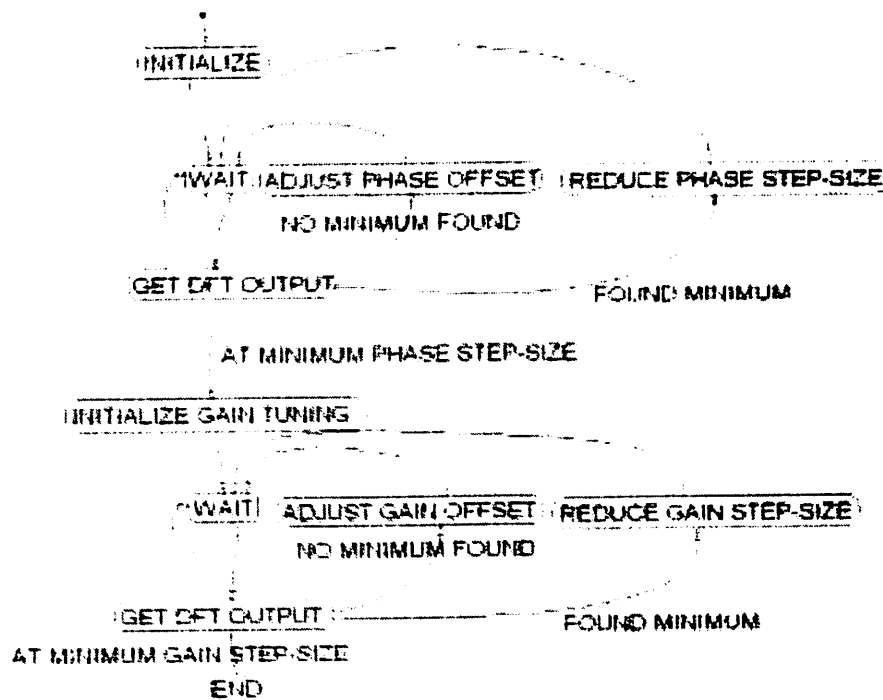 INITIALIZE
WAIT ADJUST PHASE OFFSET REDUCE PHASE STEP-SIZE
NO MINIMUM FOUND
GET DFT OUTPUT
FOUND MINIMUM
AT MINIMUM PHASE STEP-SIZE
INITIALIZE GAIN TUNING
WAIT ADJUST GAIN OFFSET REDUCE GAIN STEP-SIZE
NO MINIMUM FOUND
GET DFT OUTPUT
FOUND MINIMUM
AT MINIMUM GAIN STEP-SIZE
END